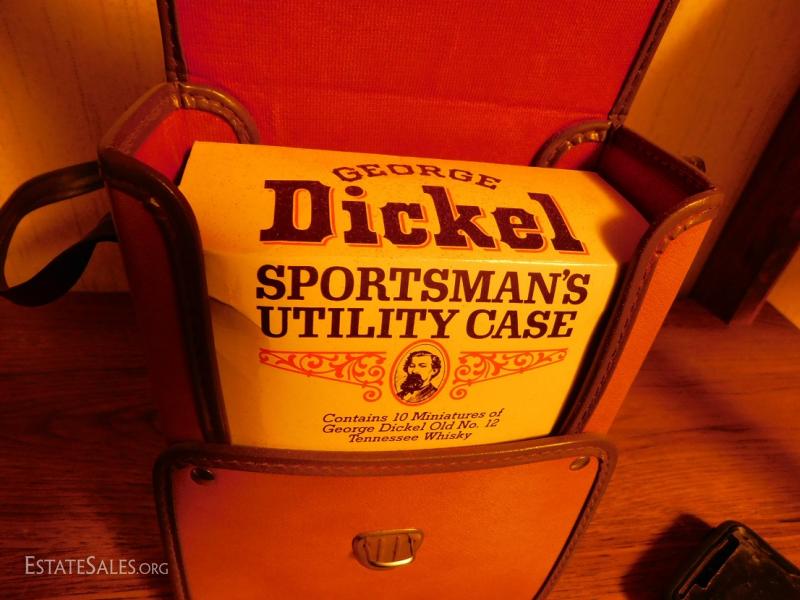 GEORGE
Dickel
SPORTSMAN'S
UTILITY CASE
Contains 10 Miniatures of
George Dickel Old No. 12
Tennessee Whisky
ESTATESALES.ORG